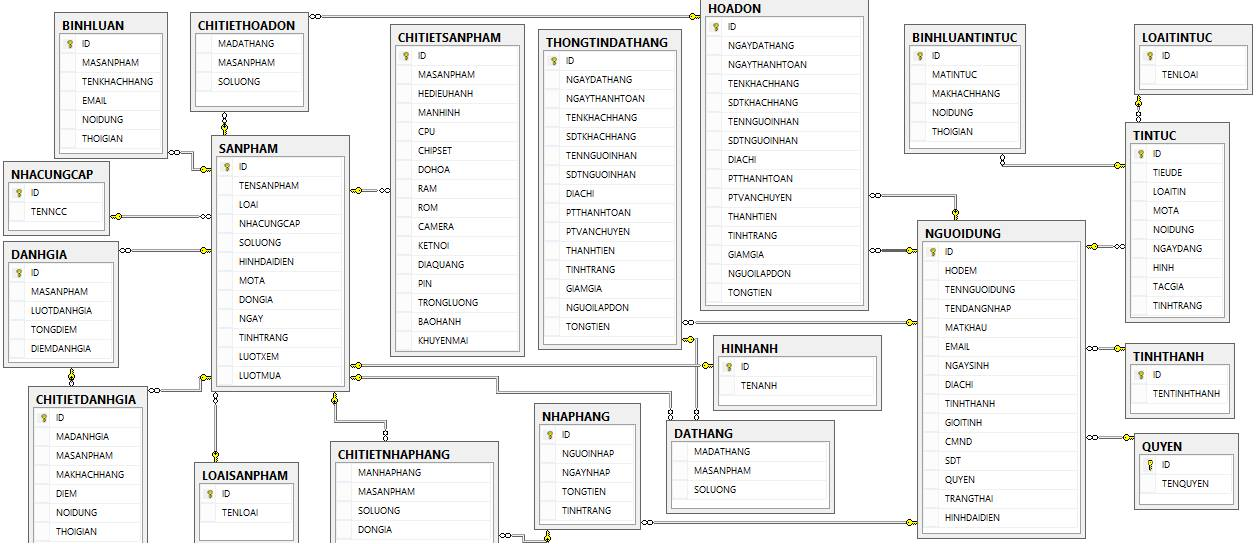 BINHLUAN
ID
MASANPHAM
TENKHACHHANG
EMAIL
NOIDUNG
THOIGIAN
CHITIETHOADON
MADATHANG
MASANPHAM
SOLUONG
CHITIETSANPHAM
ID
MASANPHAM
HEDIEUHANH
MANHINH
CPU
CHIPSET
DOHOA
RAM
ROM
CAMERA
KETNOI
DIAQUANG
PIN
TRONGLUONG
BAOHANH
KHUYENMAI
THONGTINDATHANG
ID
NGAYDATHANG
NGAYTHANHTOAN
TENKHACHHANG
SDTKHACHHANG
TENNGUOINHAN
SDTNGUOINHAN
DIACHI
PTTHANHTOAN
PTVANCHUYEN
THANHTIEN
TINHTRANG
GIAMGIA
NGUOILAPDON
TONGTIEN
HOADON
ID
NGAYDATHANG
NGAYTHANHTOAN
TENKHACHHANG
SDTKHACHHANG
TENNGUOINHAN
SDTNGUOINHAN
DIACHI
PTTHANHTOAN
PTVANCHUYEN
THANHTIEN
TINHTRANG
GIAMGIA
NGUOILAPDON
TONGTIEN
BINHLUANTINTUC
ID
MATINTUC
MAKHACHHANG
NOIDUNG
THOIGIAN
LOAITINTUC
ID
TENLOAI
TINTUC
ID
TIEUDE
LOAITIN
MOTA
NOIDUNG
NGAYDANG
HINH
TACGIA
TINHTRANG
SANPHAM
ID
TENSANPHAM
LOAI
NHACUNGCAP
SOLUONG
HINHDAIDIEN
MOTA
DONGIA
NGAY
TINHTRANG
LUOTXEM
LUOTMUA
NHACUNGCAP
ID
TENNCC
DANHGIA
ID
MASANPHAM
LUOTDANHGIA
TONGDIEM
DIEMDANHGIA
NGUOIDUNG
ID
HODEM
TENNGUOIDUNG
TENDANGNHAP
MATKHAU
EMAIL
NGAYSINH
DIACHI
TINHTHANH
GIOITINH
CMND
SDT
QUYEN
TRANGTHAI
HINHDAIDIEN
HINHANH
ID
TENANH
TINHTHANH
ID
TENTINHTHANH
CHITIETDANHGIA
ID
MADANHGIA
MASANPHAM
MAKHACHHANG
DIEM
NOIDUNG
THOIGIAN
LOAISANPHAM
ID
TENLOAI
CHITIETNHAPHANG
MANHAPHANG
MASANPHAM
SOLUONG
DONGIA
NHAPHANG
ID
NGUOINHAP
NGAYNHAP
TONGTIEN
TINHTRANG
DATHANG
MADATHANG
MASANPHAM
SOLUONG
QUYEN
ID
TENQUYEN